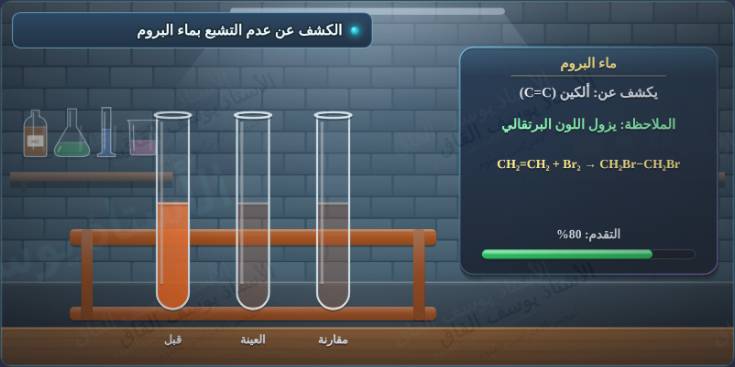 الكشف عن عدم التشبع بماء البروم
ماء البروم
يكشف عن: ألكين (C=C)
الملاحظة: يزول اللون البرتقالي
CH₂=CH₂ + Br₂ → CH₂Br−CH₂Br
التقدم: 80%
قبل
العينة
مقارنة